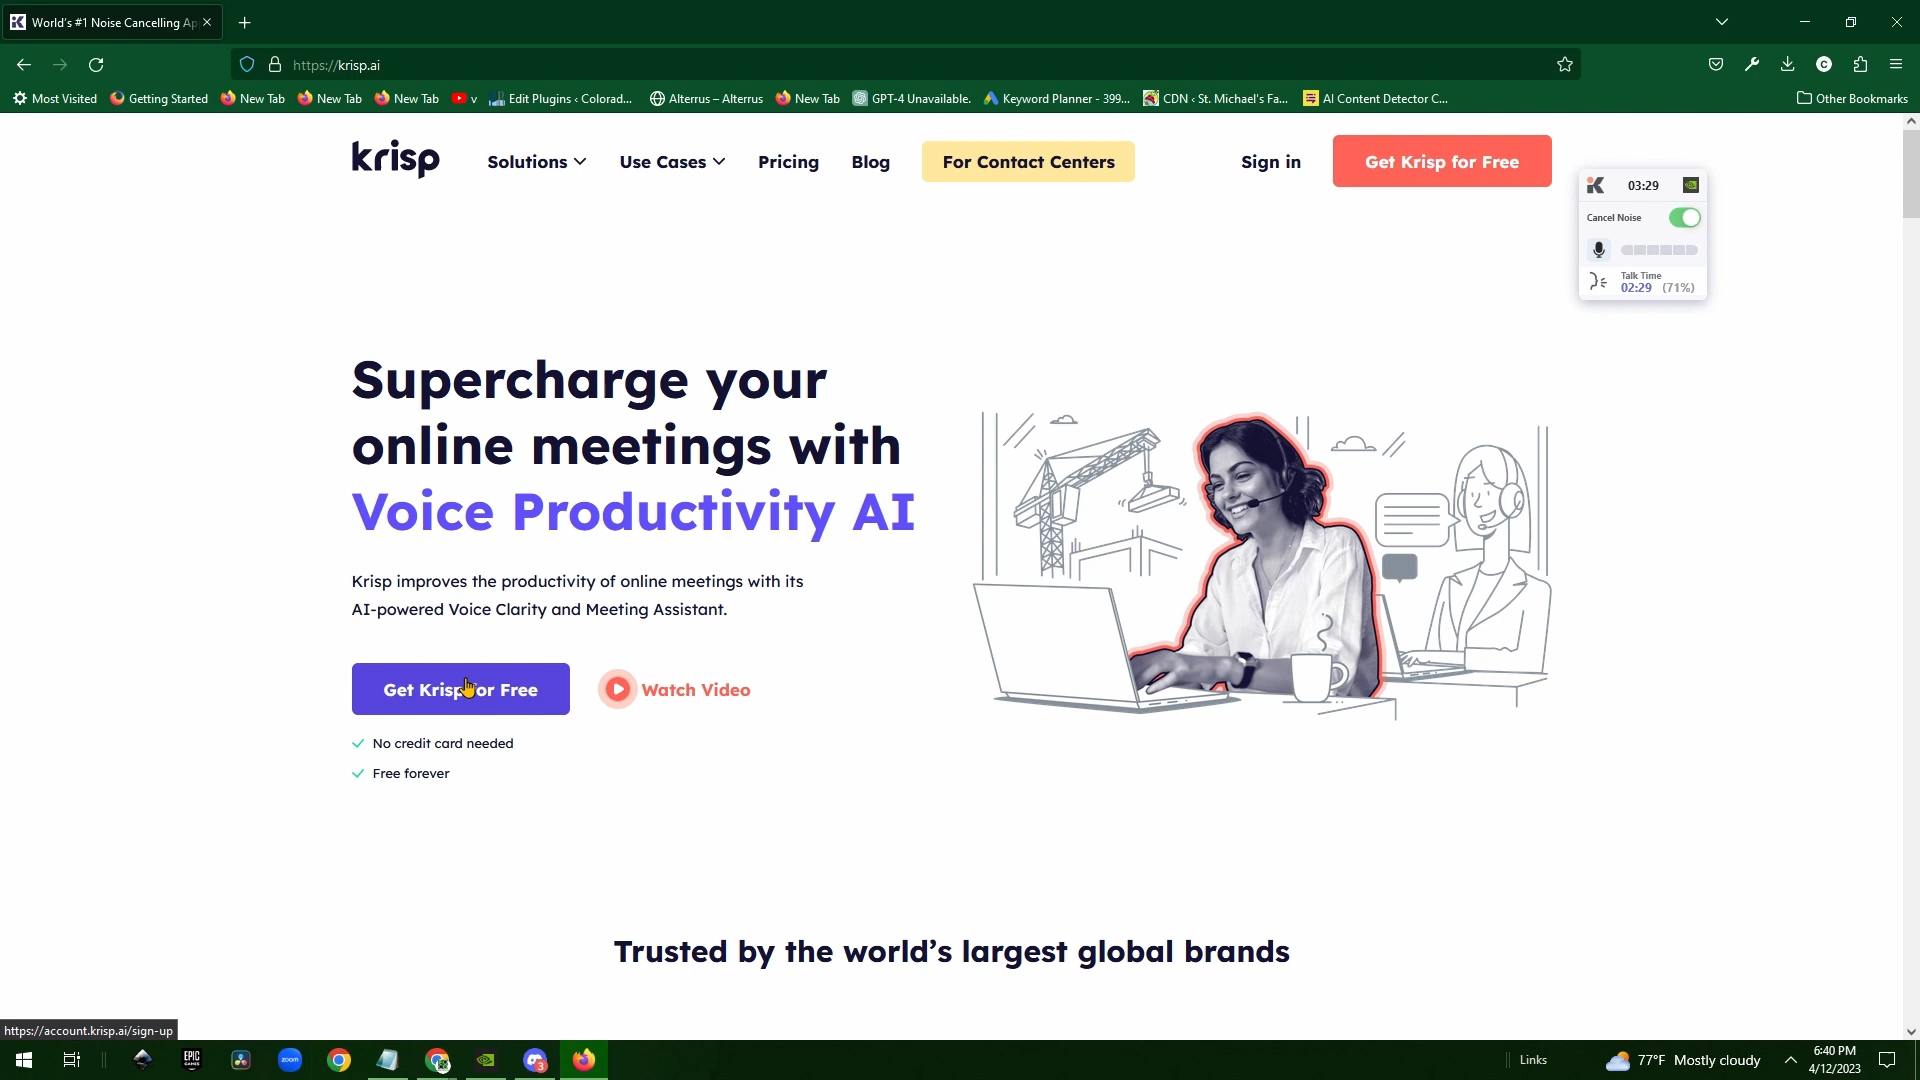 World's #1 Noise Cancelling Ap
https://krisp.ai
Most Visited
Getting Started
New Tab
New Tab
New Tab
v
Edit Plugins ‹ Colorad...
Alterrus – Alterrus
New Tab
GPT-4 Unavailable.
Keyword Planner - 399...
CDN ‹ St. Michael's Fa...
AI Content Detector C...
Other Bookmarks
krisp
Solutions
Use Cases
Pricing
Blog
For Contact Centers
Sign in
Get Krisp for Free
03:29
Cancel Noise
Talk Time
02:29 (71%)
Supercharge your
online meetings with
Voice Productivity AI
Krisp improves the productivity of online meetings with its
AI-powered Voice Clarity and Meeting Assistant.
Get Krisp for Free
Watch Video
No credit card needed
Free forever
Trusted by the world's largest global brands
https://account.krisp.ai/sign-up
EPIC
GAMES
zoom
3
Links
77°F Mostly cloudy
6:40 PM
4/12/2023